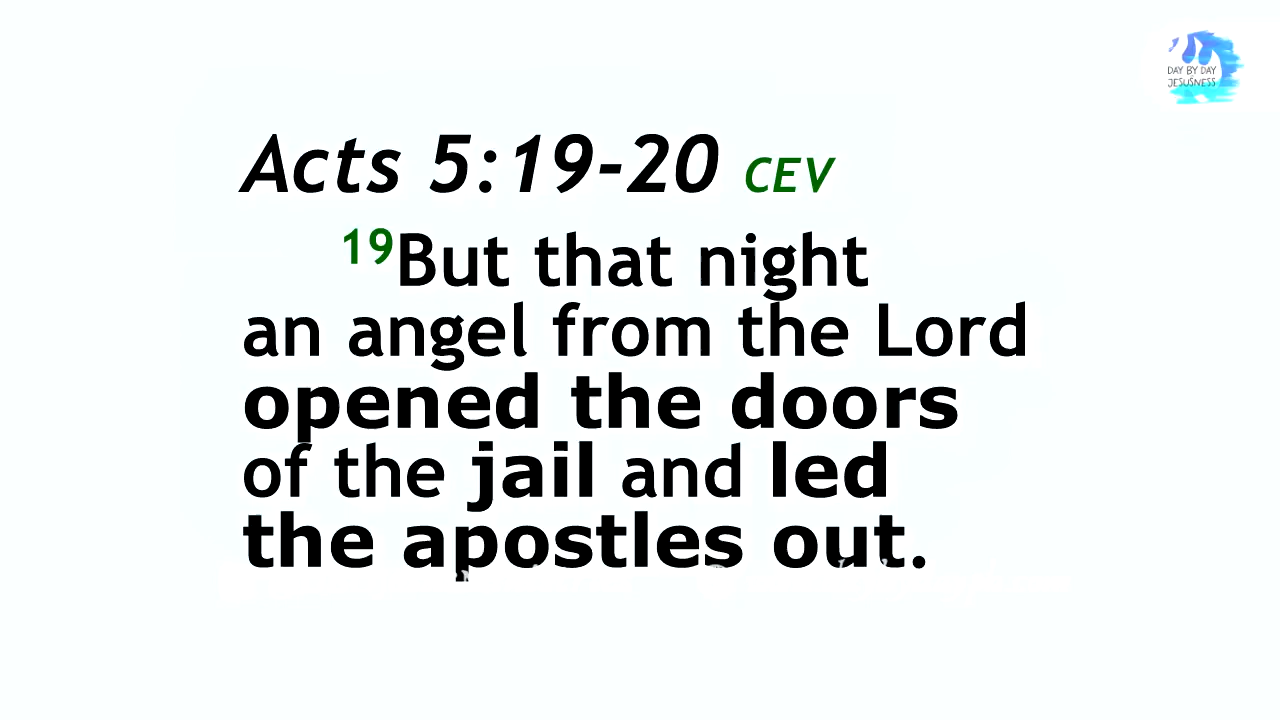 DAY BY DAY
JESUSNESS
Acts 5:19-20 CEV
19But that night
an angel from the Lord
opened the doors
of the jail and led
the apostles out.